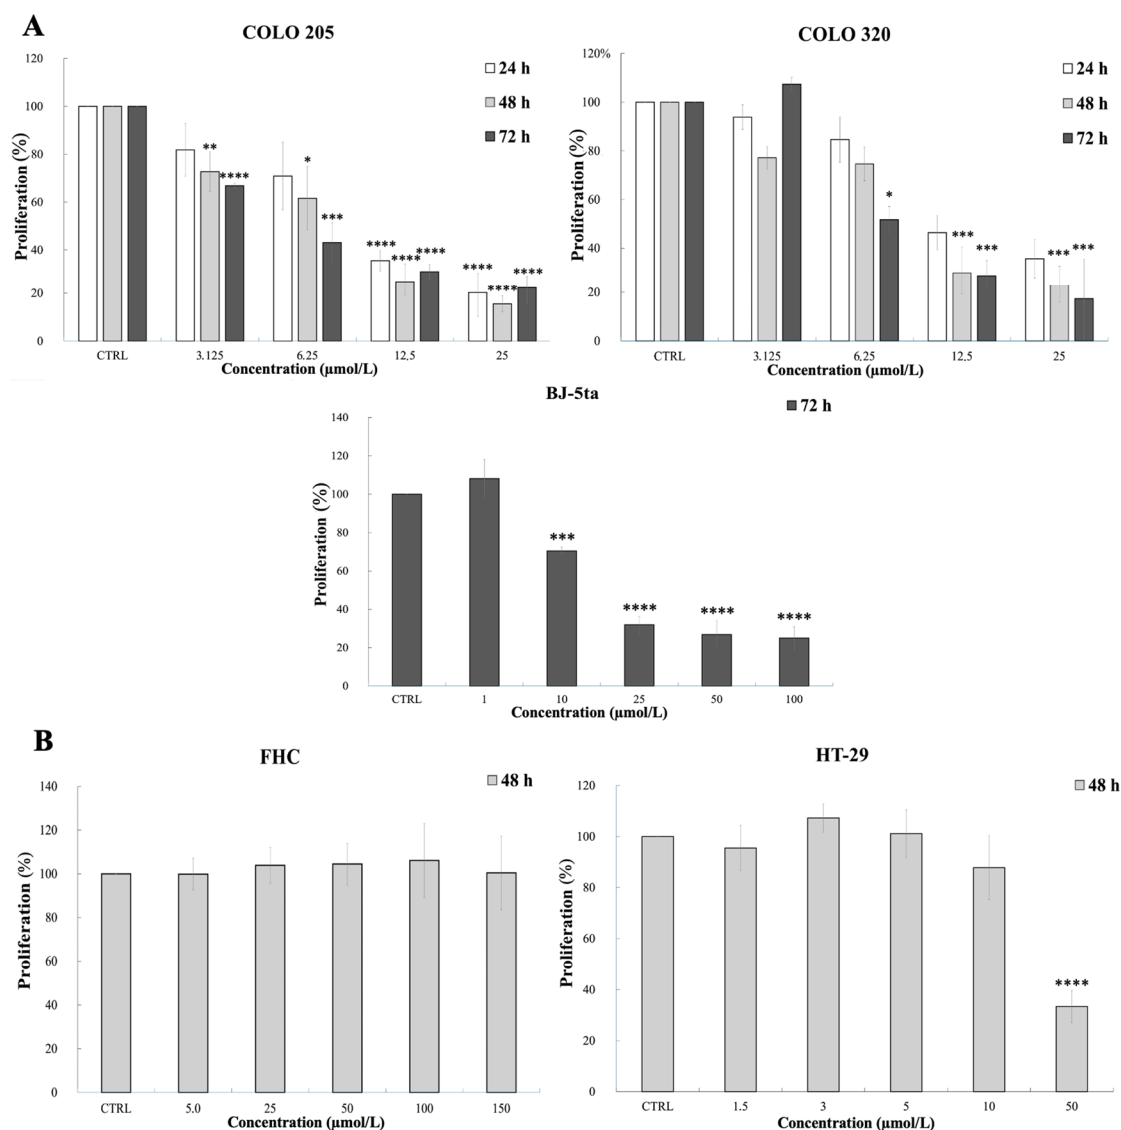 A
COLO 205
120
100
80
60
40
20
0
Proliferation (%)
24 h
48 h
72 h
**
****
*
***
****
****
****
****
****
****
CTRL
3.125
6.25
12.5
25
Concentration (µmol/L)
COLO 320
120%
100
80
60
40
20
0
Proliferation (%)
24 h
48 h
72 h
*
***
***
***
***
CTRL
3.125
6.25
12.5
25
Concentration (µmol/L)
BJ-5ta
72 h
140
120
100
80
60
40
20
0
Proliferation (%)
***
****
****
****
CTRL
1
10
25
50
100
Concentration (µmol/L)
B
FHC
48 h
140
120
100
80
60
40
20
0
Proliferation (%)
CTRL
5.0
25
50
100
150
Concentration (µmol/L)
HT-29
48 h
120
100
80
60
40
20
0
Proliferation (%)
****
CTRL
1.5
3
5
10
50
Concentration (µmol/L)